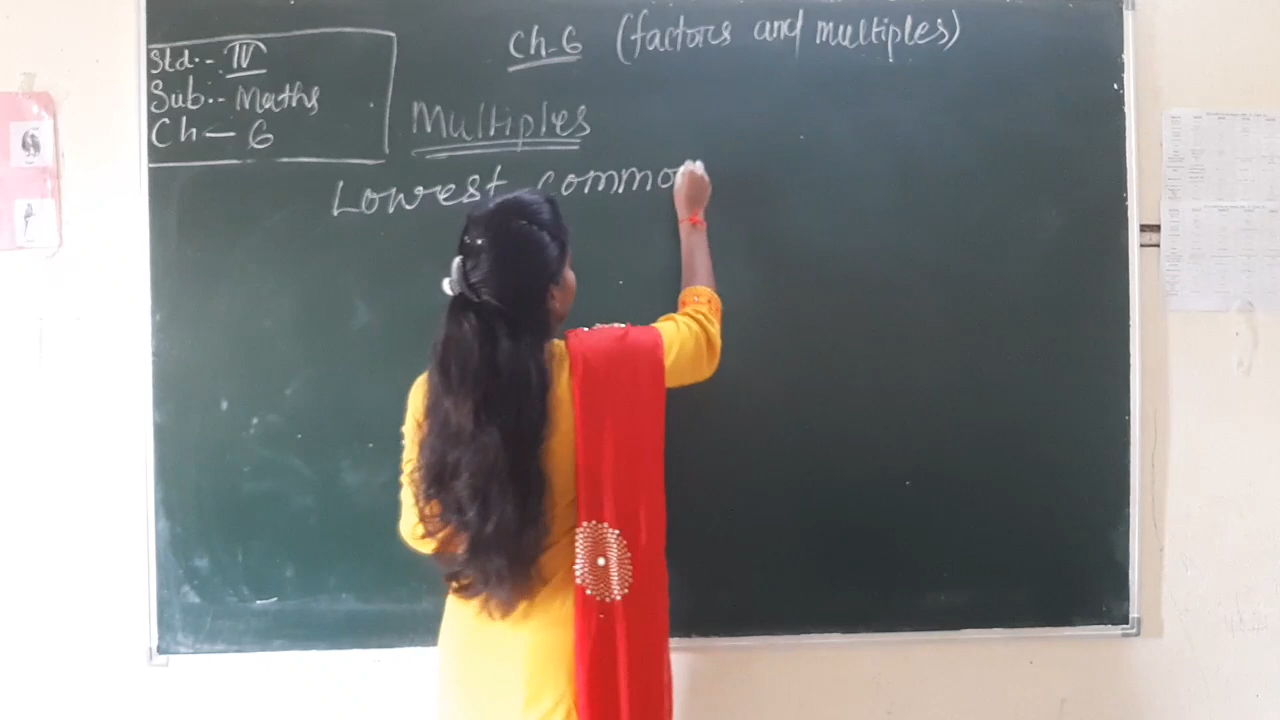 Std.- IV
Sub.- Maths
Ch- 6
Ch-6 (factors and multiples)
Multiples
Lowest commo